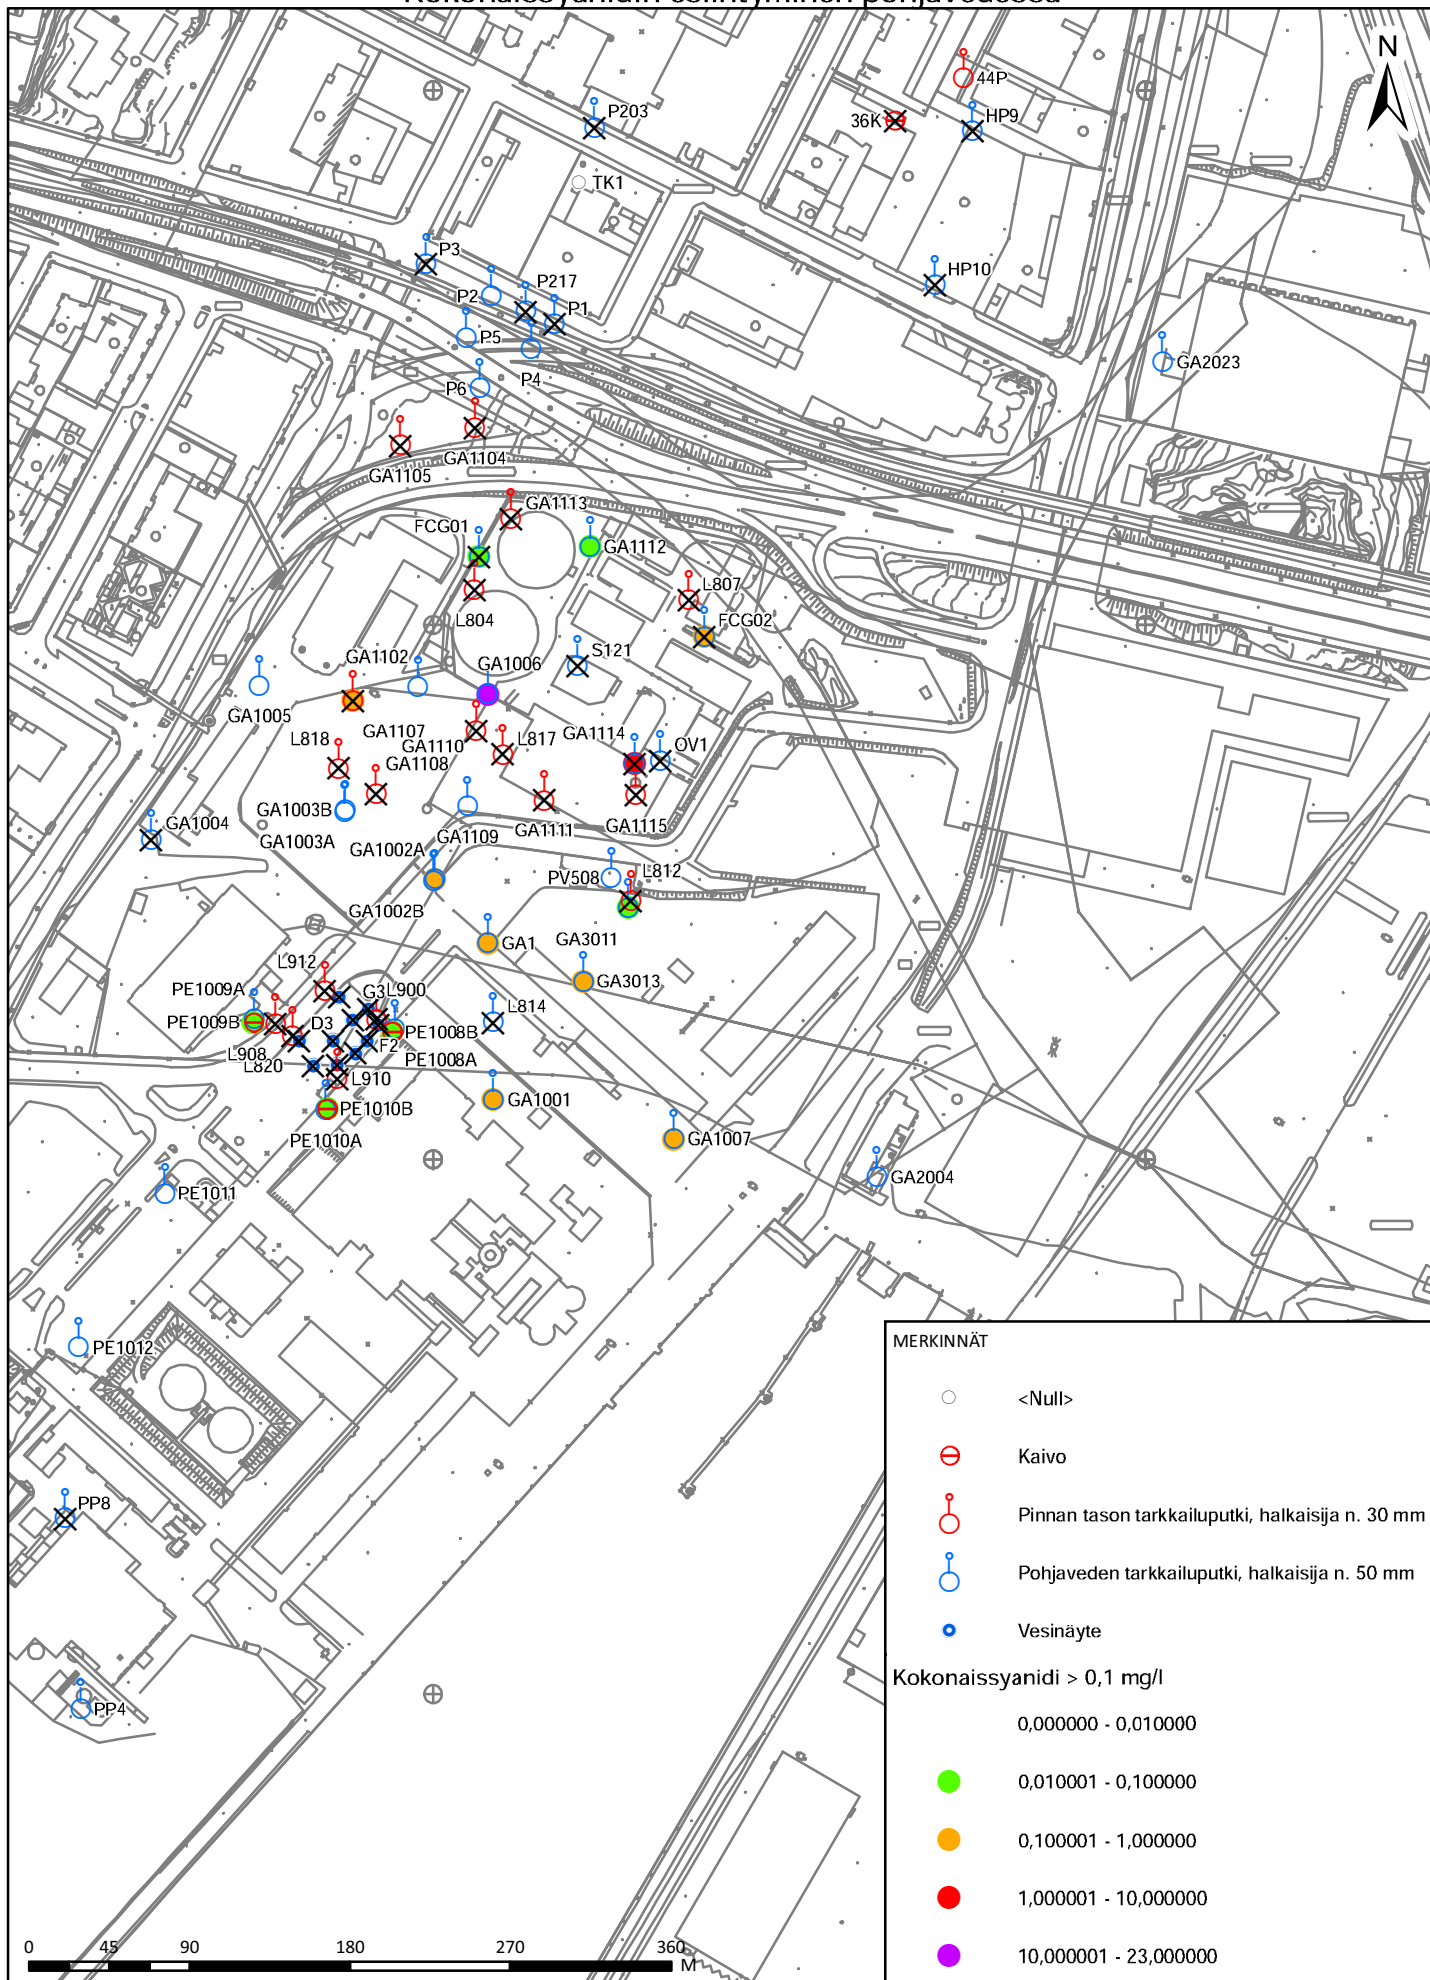 Kokonaissyanidin esiintyminen pohjavedessä
N
44P
P203
36K
HP9
TK1
P3
HP10
P2
P217
P1
P5
P4
GA2023
P6
GA1104
GA1105
GA1113
FCG01
GA1112
L807
L804
FCG02
S121
GA1102
GA1006
GA1005
GA1107
GA1110
L817
GA1114
OV1
L818
GA1108
GA1003B
GA1004
GA1003A
GA1109
GA1111
GA1115
GA1002A
PV508
L812
GA1002B
GA1
GA3011
GA3013
L912
PE1009A
G3
L900
L814
PE1009B
D3
PE1008B
F2
L908
L820
PE1008A
L910
GA1001
PE1010B
PE1010A
GA1007
GA2004
PE1011
PE1012
PP8
PP4
MERKINNÄT
<Null>
Kaivo
Pinnan tason tarkkailuputki, halkaisija n. 30 mm
Pohjaveden tarkkailuputki, halkaisija n. 50 mm
Vesinäyte
Kokonaissyanidi > 0,1 mg/l
0,000000 - 0,010000
0,010001 - 0,100000
0,100001 - 1,000000
1,000001 - 10,000000
10,000001 - 23,000000
0 45 90 180 270 360
M